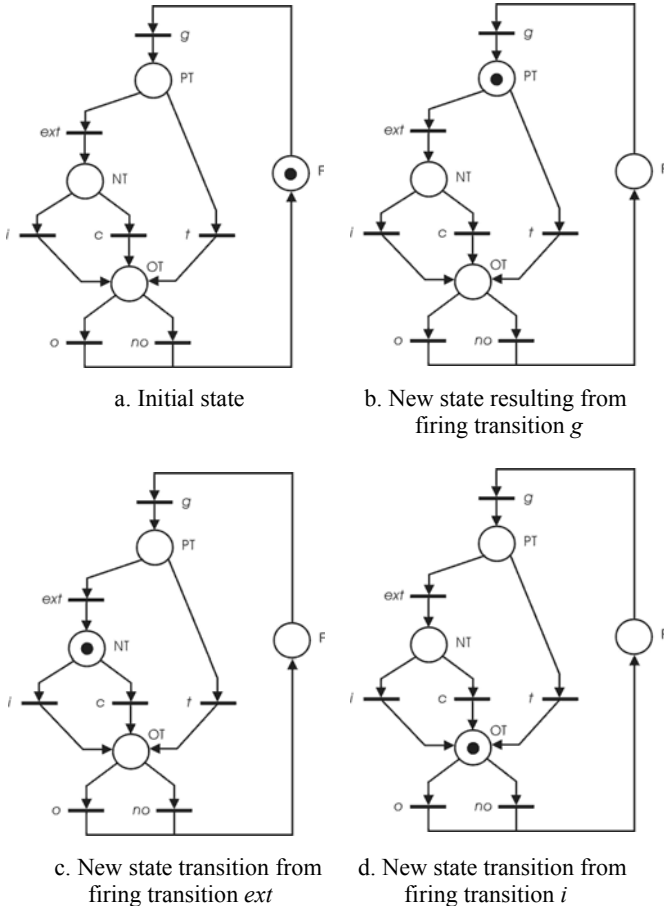 g
g
PT
PT
ext
ext
NT
F
NT
F
i
c
t
i
c
t
OT
OT
o
no
o
no
a. Initial state
b. New state resulting from
firing transition g
g
g
PT
PT
ext
ext
NT
F
NT
F
i
c
t
i
c
t
OT
OT
o
no
o
no
c. New state transition from
firing transition ext
d. New state transition from
firing transition i